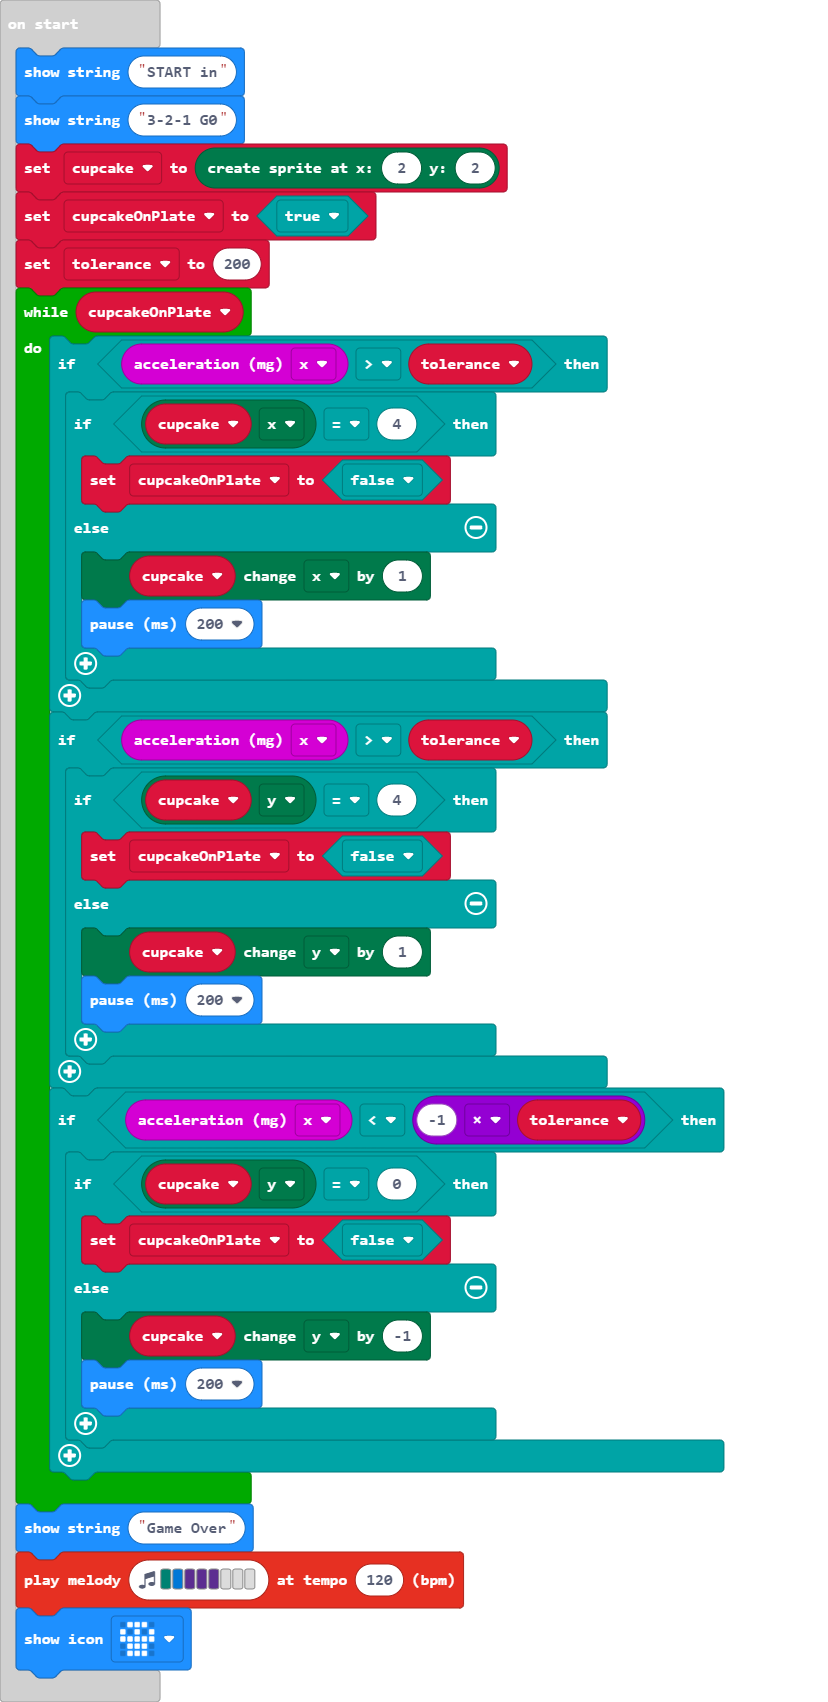 on start
show string "START in"
show string "3-2-1 G0"
set cupcake to create sprite at x: 2 y: 2
set cupcakeOnPlate to true
set tolerance to 200
while cupcakeOnPlate
do
if acceleration (mg) x > tolerance then
if cupcake x = 4 then
set cupcakeOnPlate to false
else
cupcake change x by 1
pause (ms) 200
if acceleration (mg) x > tolerance then
if cupcake y = 4 then
set cupcakeOnPlate to false
else
cupcake change y by 1
pause (ms) 200
if acceleration (mg) x < -1 × tolerance then
if cupcake y = 0 then
set cupcakeOnPlate to false
else
cupcake change y by -1
pause (ms) 200
show string "Game Over"
play melody at tempo 120 (bpm)
show icon